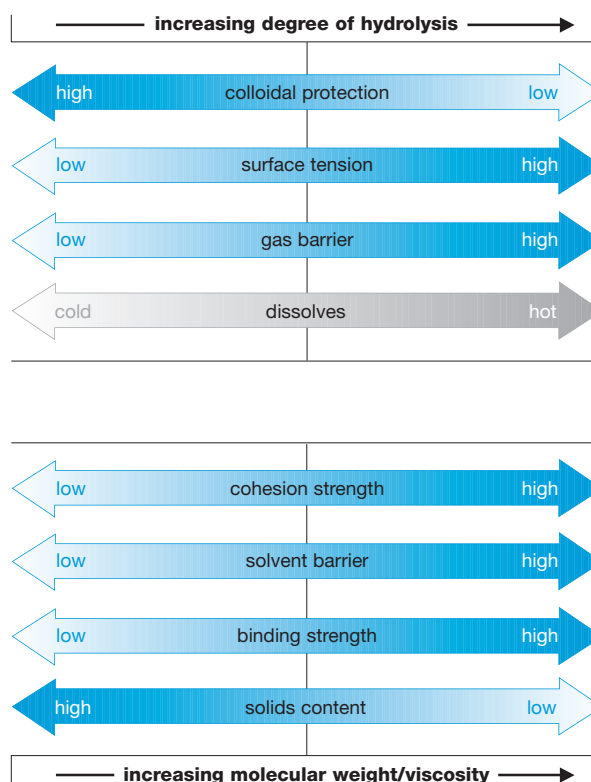 increasing degree of hydrolysis
high colloidal protection low
low surface tension high
low gas barrier high
cold dissolves hot
low cohesion strength high
low solvent barrier high
low binding strength high
high solids content low
increasing molecular weight/viscosity